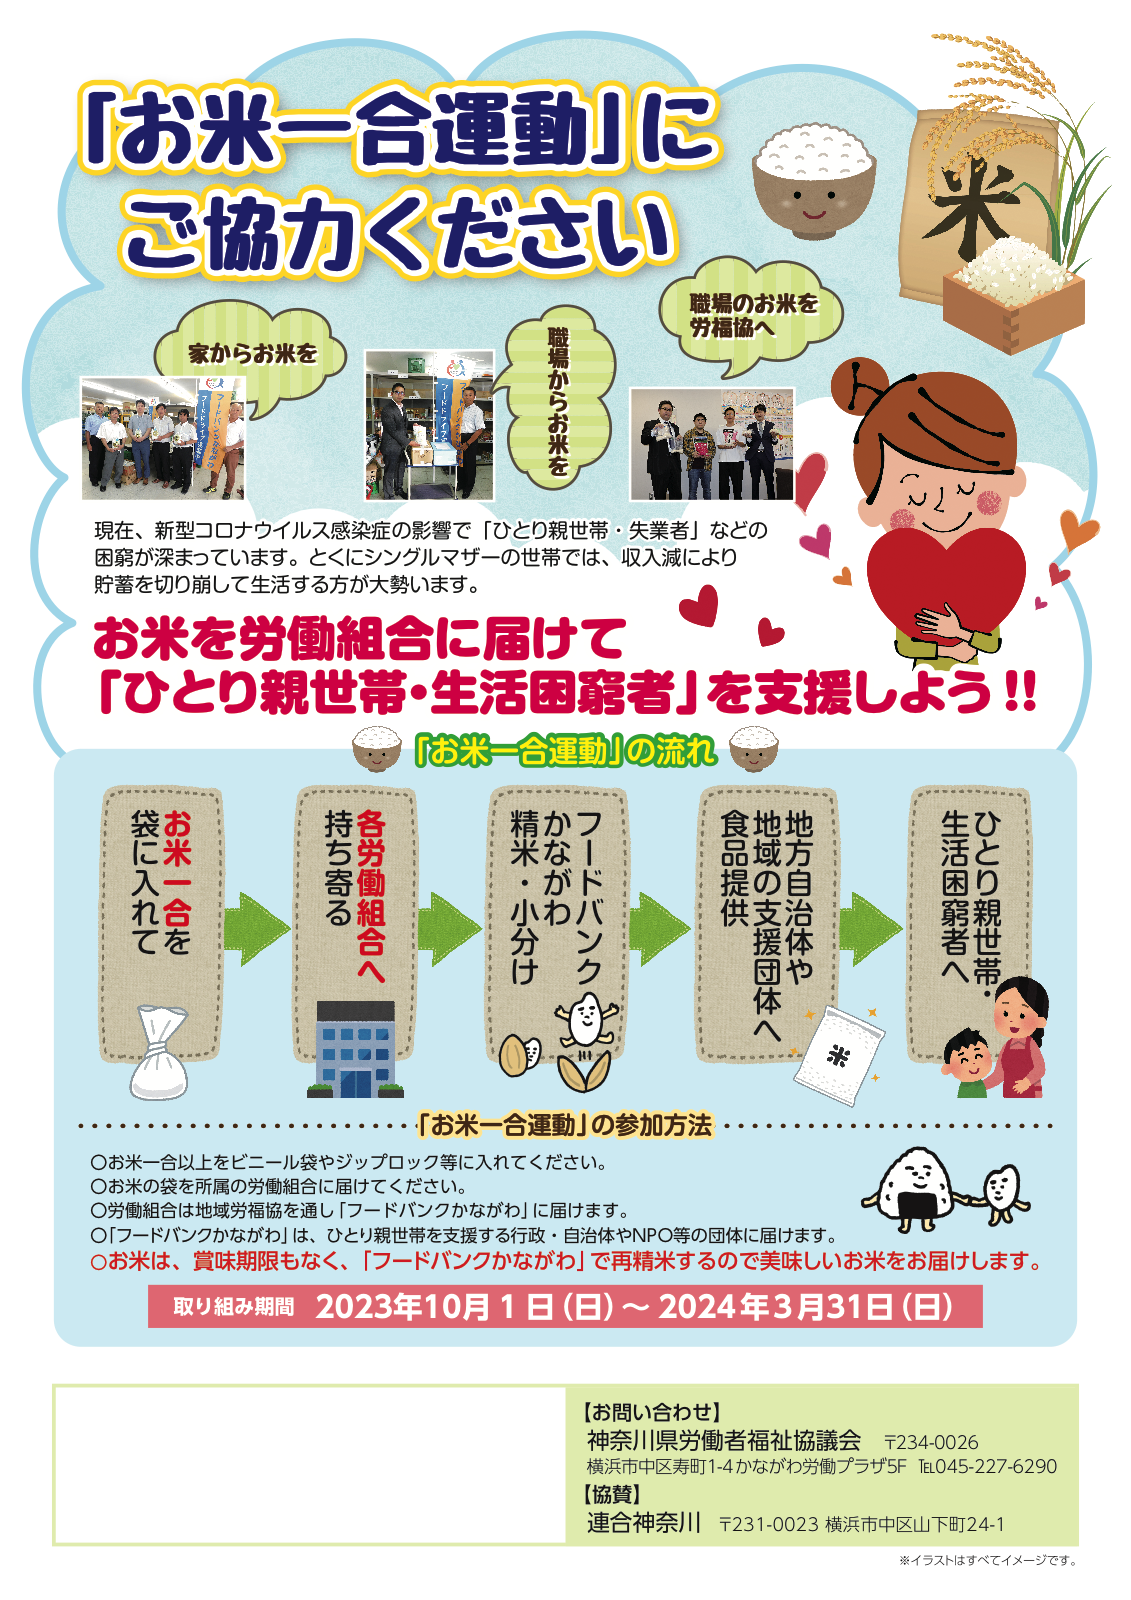 「お米一合運動」に
ご協力ください
米
家からお米を
職場からお米を
職場のお米を
労福協へ
フードバンクかながわ
フードドライブ
現在、新型コロナウイルス感染症の影響で「ひとり親世帯・失業者」などの
困窮が深まっています。とくにシングルマザーの世帯では、収入減により
貯蓄を切り崩して生活する方が大勢います。
お米を労働組合に届けて
「ひとり親世帯・生活困窮者」を支援しよう!!
「お米一合運動」の流れ
お米一合を
袋に入れて
各労働組合へ
持ち寄る
フードバンク
かながわ
精米・小分け
地方自治体や
地域の支援団体へ
食品提供
米
ひとり親世帯・
生活困窮者へ
「お米一合運動」の参加方法
○お米一合以上をビニール袋やジップロック等に入れてください。
○お米の袋を所属の労働組合に届けてください。
○労働組合は地域労福協を通し「フードバンクかながわ」に届けます。
○「フードバンクかながわ」は、ひとり親世帯を支援する行政・自治体やNPO等の団体に届けます。
○お米は、賞味期限もなく、「フードバンクかながわ」で再精米するので美味しいお米をお届けします。
取り組み期間 2023年10月1日(日)～2024年3月31日(日)
【お問い合わせ】
神奈川県労働者福祉協議会 〒234-0026
横浜市中区寿町1-4かながわ労働プラザ5F ℡045-227-6290
【協賛】
連合神奈川 〒231-0023 横浜市中区山下町24-1
※イラストはすべてイメージです。